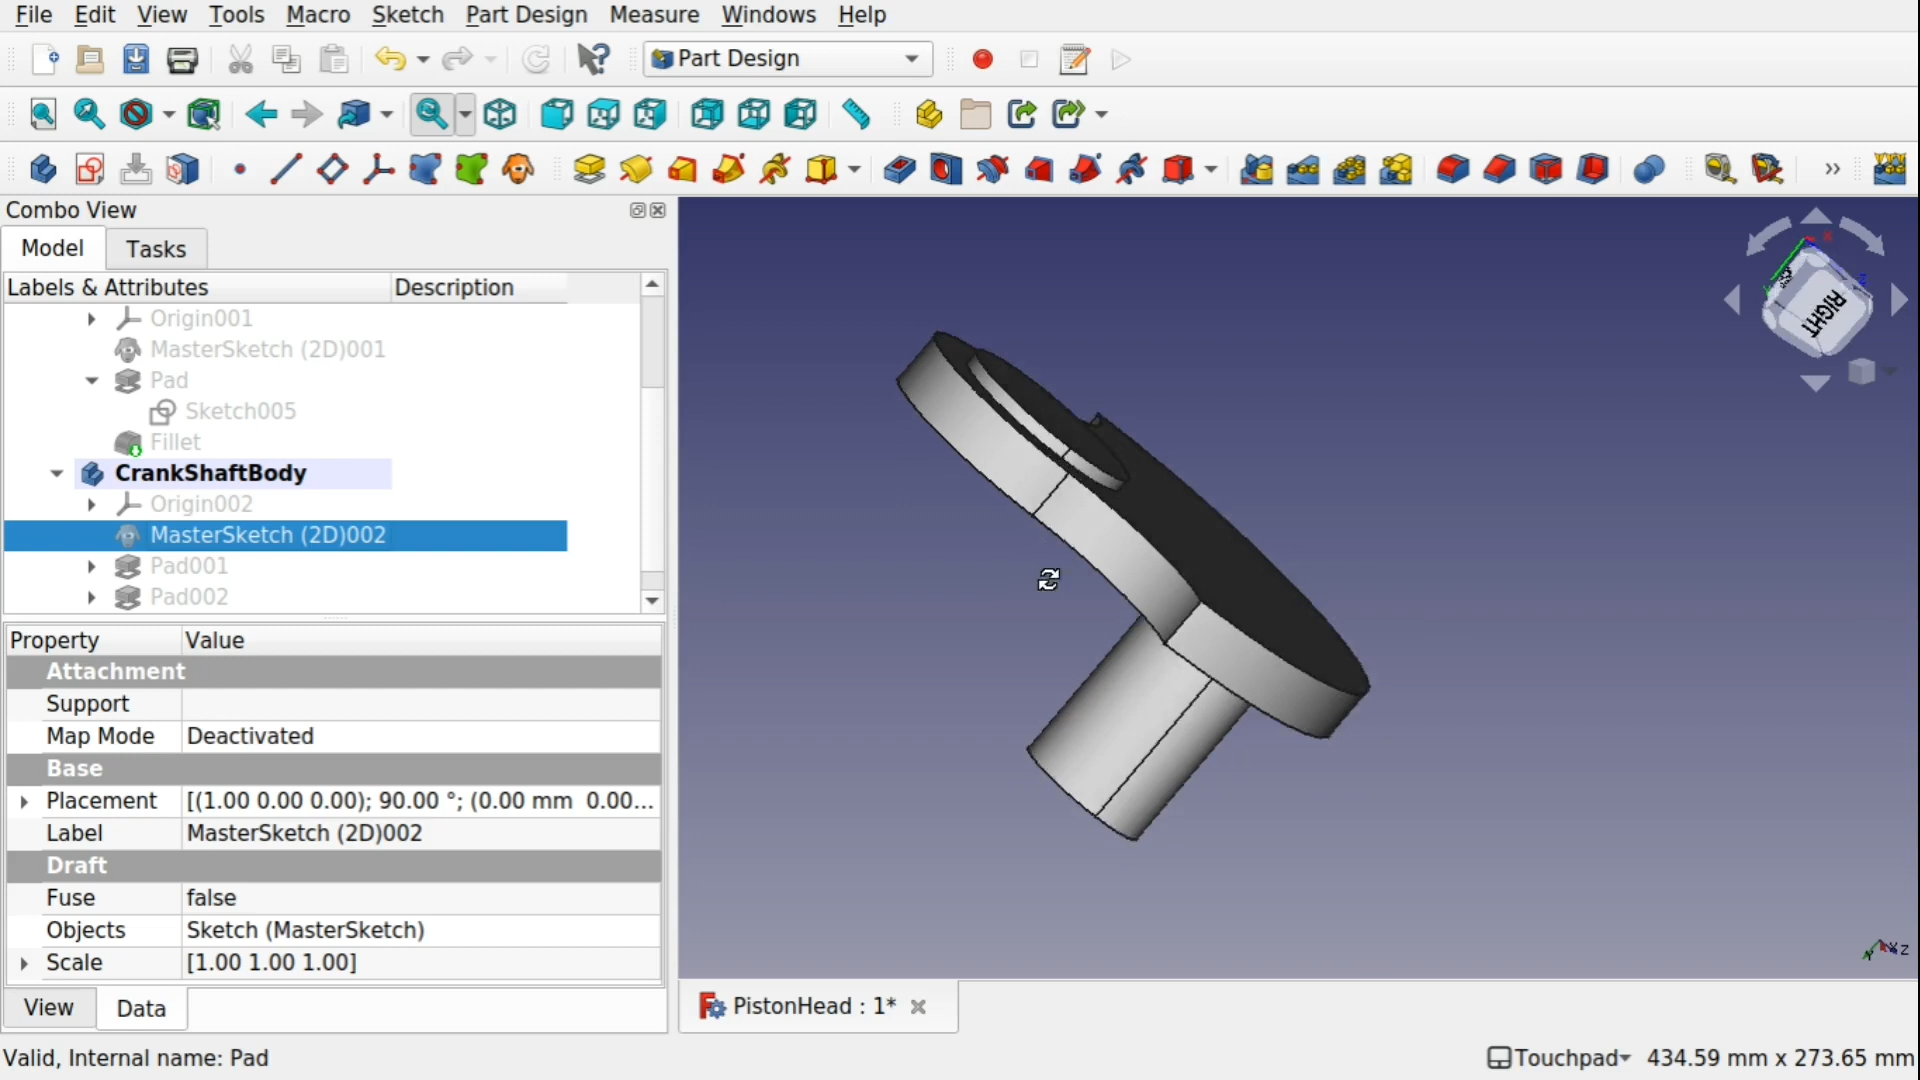 File Edit View Tools Macro Sketch Part Design Measure Windows Help
Part Design
Combo View
Model Tasks
Labels & Attributes Description
Origin001
MasterSketch (2D)001
Pad
Sketch005
Fillet
CrankShaftBody
Origin002
MasterSketch (2D)002
Pad001
Pad002
Property Value
Attachment
Support
Map Mode Deactivated
Base
Placement [(1.00 0.00 0.00); 90.00 °; (0.00 mm 0.00...
Label MasterSketch (2D)002
Draft
Fuse false
Objects Sketch (MasterSketch)
Scale [1.00 1.00 1.00]
View Data
RIGHT
X
Z
PistonHead : 1*
Valid, Internal name: Pad
Touchpad 434.59 mm x 273.65 mm